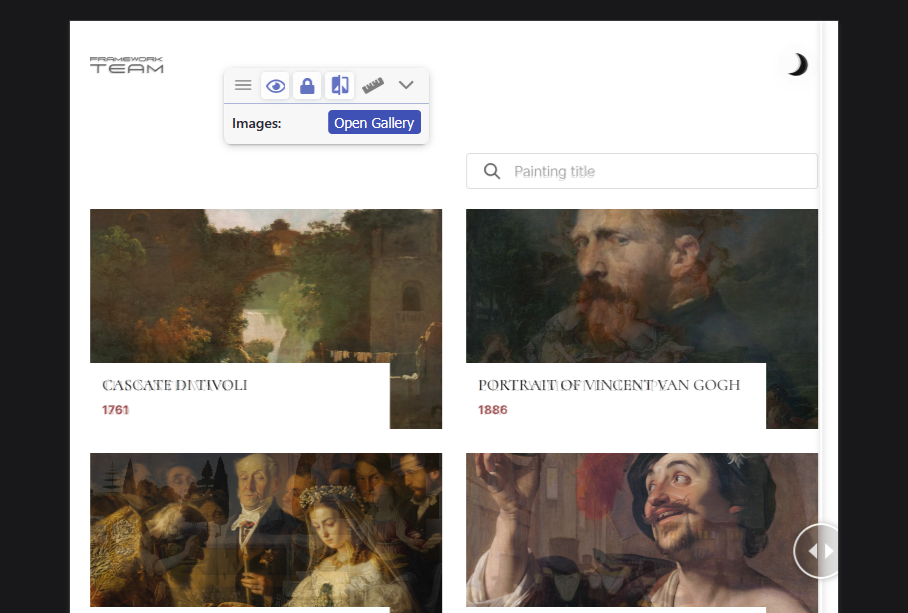 FRAMEWORK
TEAM
Images:
Open Gallery
Painting title
CASCATE DI TIVOLI
1761
PORTRAIT OF VINCENT VAN GOGH
1886